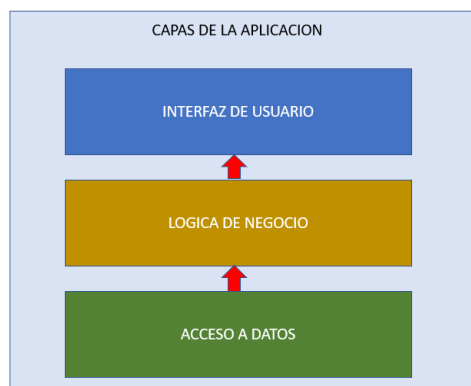 CAPAS DE LA APLICACION
INTERFAZ DE USUARIO
LOGICA DE NEGOCIO
ACCESO A DATOS